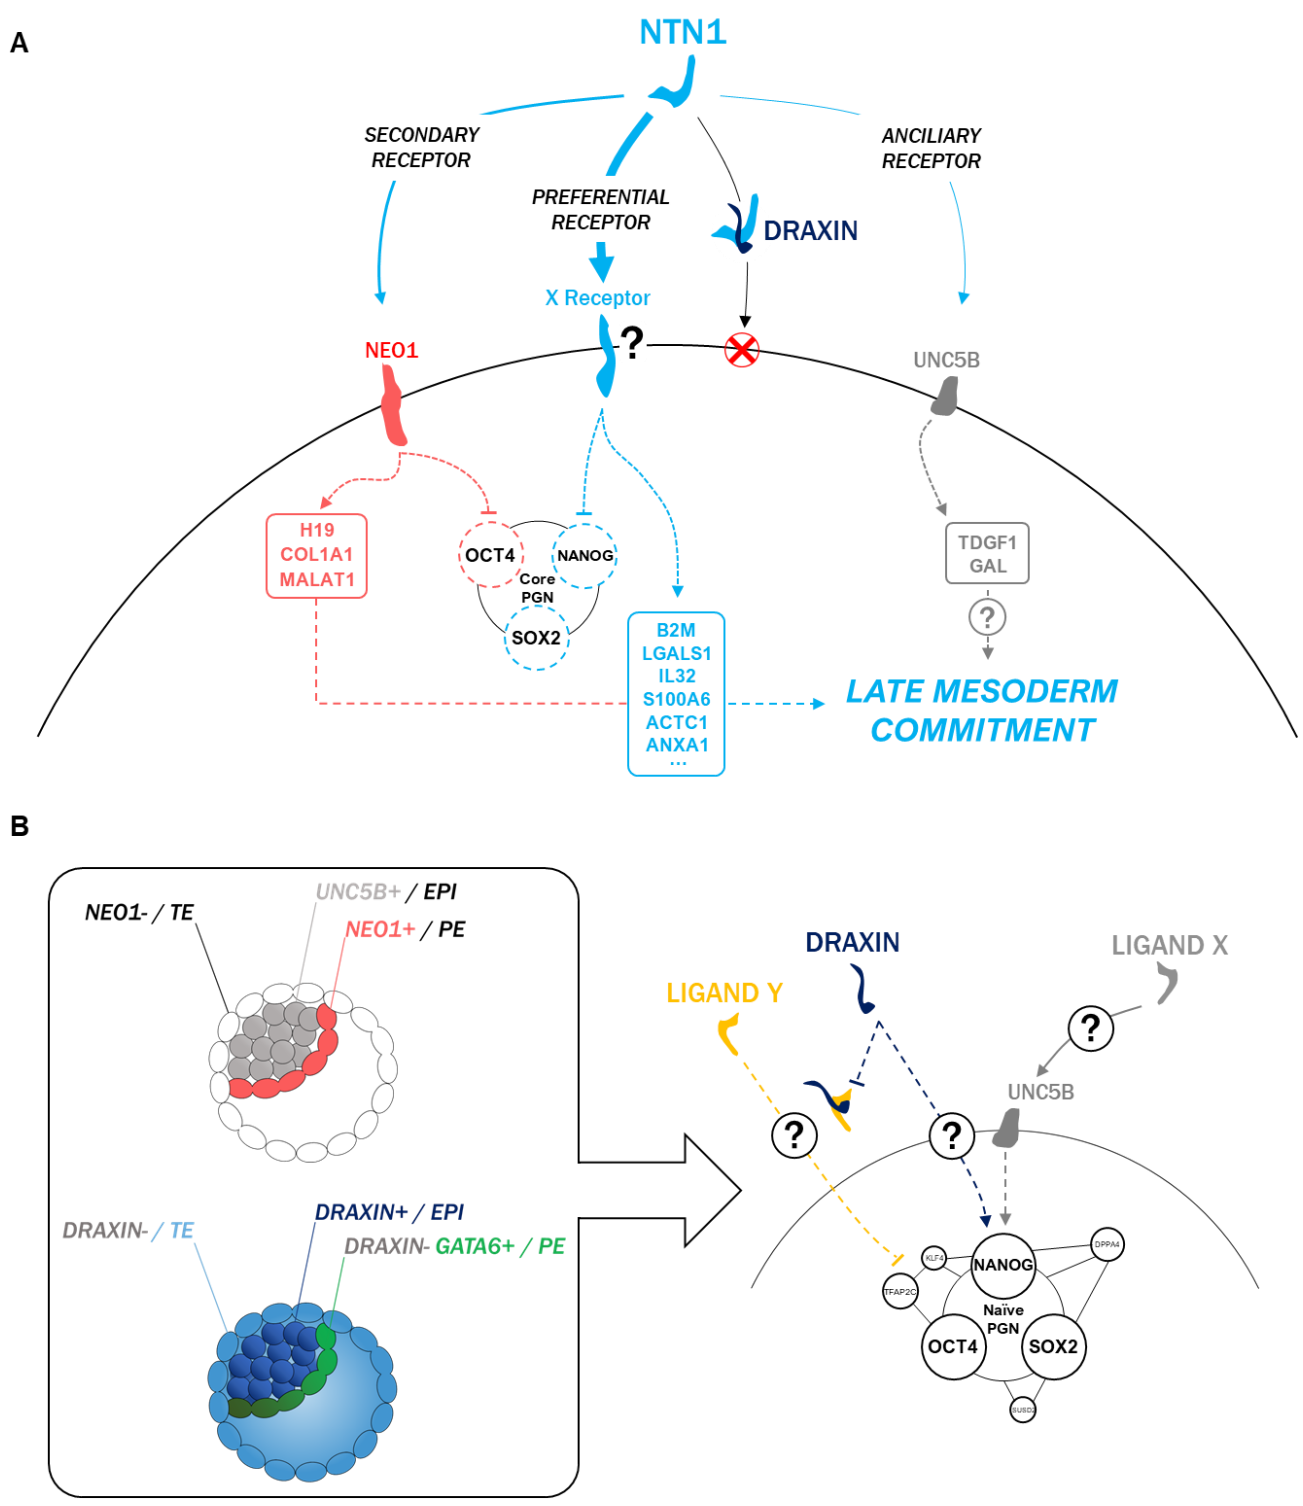 A
NTN1
SECONDARY
RECEPTOR
PREFERENTIAL
RECEPTOR
DRAXIN
ANCILIARY
RECEPTOR
X Receptor
?
NEO1
UNC5B
H19
COL1A1
MALAT1
OCT4
NANOG
Core
PGN
SOX2
B2M
LGALS1
IL32
S100A6
ACTC1
ANXA1
...
TDGF1
GAL
?
LATE MESODERM
COMMITMENT
B
NEO1- / TE
UNC5B+ / EPI
NEO1+ / PE
DRAXIN- / TE
DRAXIN+ / EPI
DRAXIN- GATA6+ / PE
LIGAND Y
DRAXIN
LIGAND X
?
UNC5B
?
?
KLF4
NANOG
DPPA4
TFAP2C
Naïve
PGN
OCT4
SOX2
SUSD2